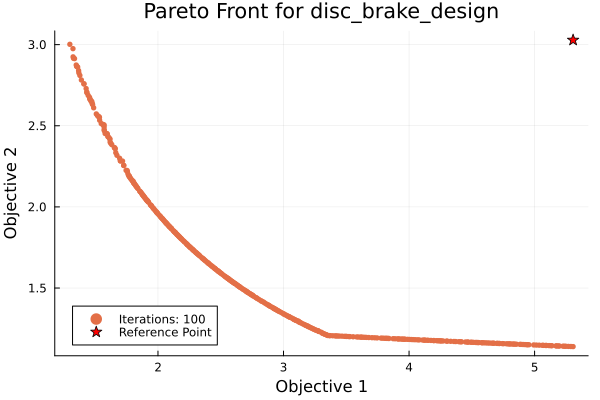 Pareto Front for disc_brake_design
Objective 2
3.0
2.5
2.0
1.5
Iterations: 100
Reference Point
2 3 4 5
Objective 1